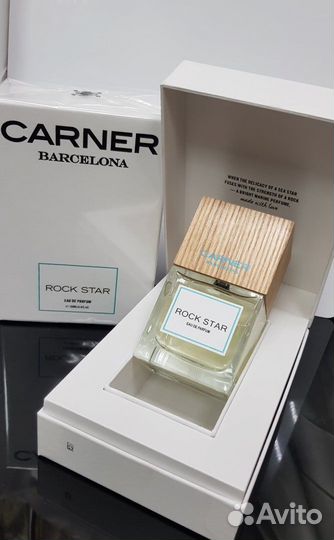 CARNER
BARCELONA
ROCK STAR
EAU DE PARFUM
WHEN THE DELICACY OF A SEA STAR
FUSES WITH THE STRENGTH OF A ROCK
—A BRIGHT MARINE PERFUME.
made with love
CARNER
BARCELONA
ROCK STAR
EAU DE PARFUM
Avito